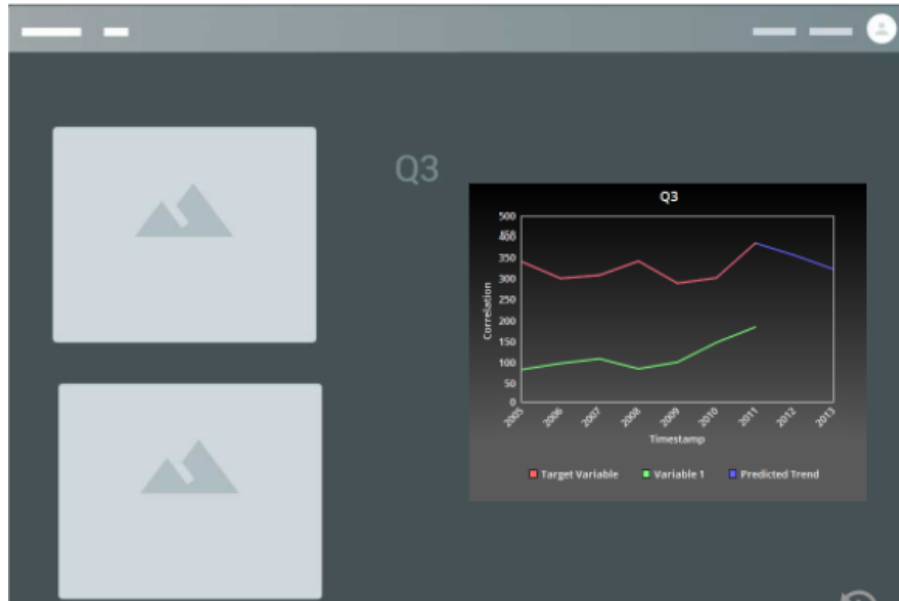 Q3
Q3
500
450
400
350
300
250
200
150
100
50
0
Correlation
2005 2006 2007 2008 2009 2010 2011 2012 2013
Timestamp
Target Variable Variable 1 Predicted Trend